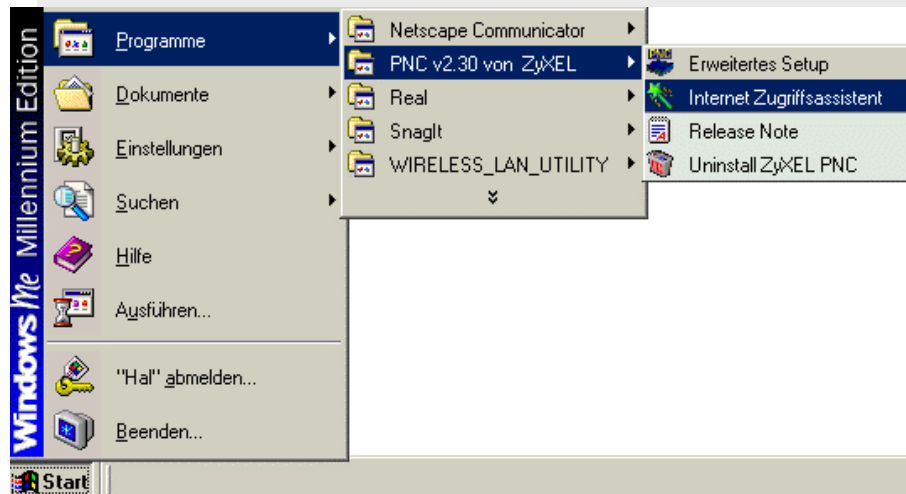 Windows Me Millennium Edition
Programme
Dokumente
Einstellungen
Suchen
Hilfe
Ausführen...
"Hal" abmelden...
Beenden...
Start
Netscape Communicator
PNC v2.30 von ZyXEL
Real
SnagIt
WIRELESS_LAN_UTILITY
Erweitertes Setup
Internet Zugriffsassistent
Release Note
Uninstall ZyXEL PNC